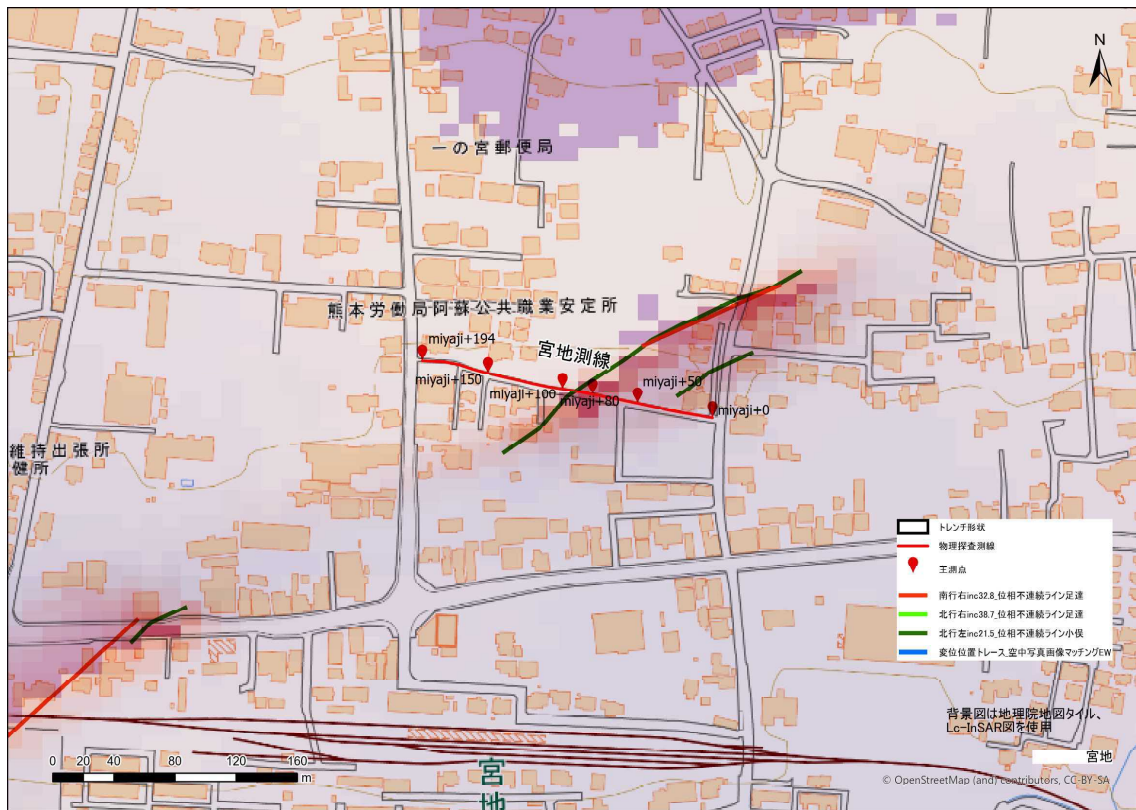 N
一の宮郵便局
熊本労働局阿蘇公共職業安定所
miyaji+194
宮地測線
miyaji+150
miyaji+100
miyaji+80
miyaji+50
miyaji+0
維持出張所
健所
トレンチ形状
物理探査測線
王測点
南行右inc32.8_位相不連続ライン足達
北行右inc38.7_位相不連続ライン足達
北行左inc21.5_位相不連続ライン小俣
変位位置トレース_空中写真画像マッチングEW
背景図は地理院地図タイル、
Lc-InSAR図を使用
宮地
0 20 40 80 120 160
m
宮
地
© OpenStreetMap (and) contributors, CC-BY-SA